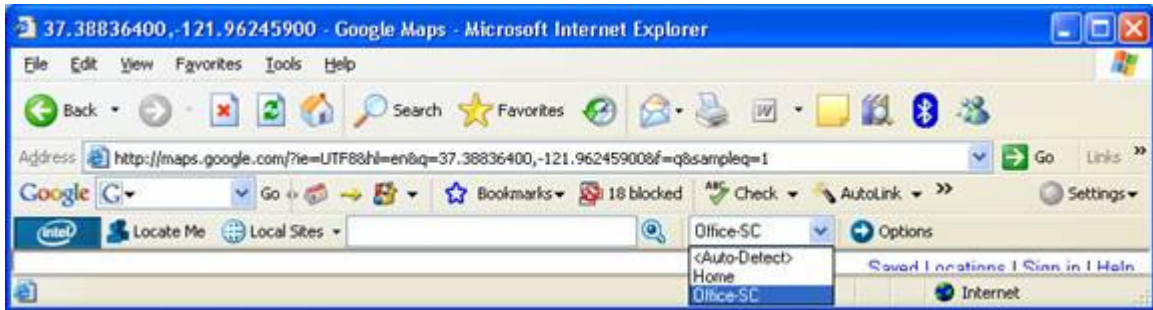 37.38836400,-121.96245900 - Google Maps - Microsoft Internet Explorer
File Edit View Favorites Tools Help
Back Search Favorites W
Address http://maps.google.com/?ie=UTF8&hl=en&q=37.38836400,-121.96245900&f=q&sampleq=1 Go Links »
Google G Go Bookmarks 18 blocked ABC Check AutoLink » Settings
intel Locate Me Local Sites Office-SC Options
<Auto-Detect> Saved Locations | Sign in | Help
Home
Office-SC Internet